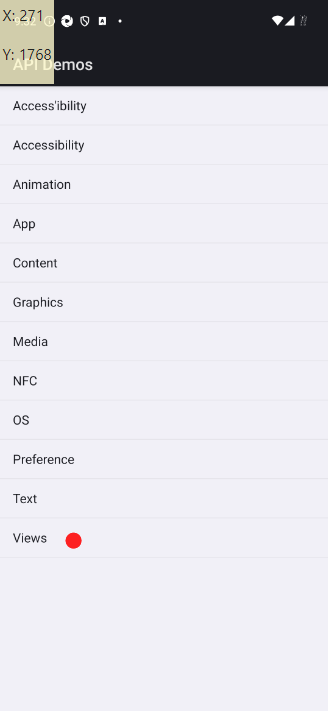 X: 271
Y: 1768
API Demos
Access'ibility
Accessibility
Animation
App
Content
Graphics
Media
NFC
OS
Preference
Text
Views